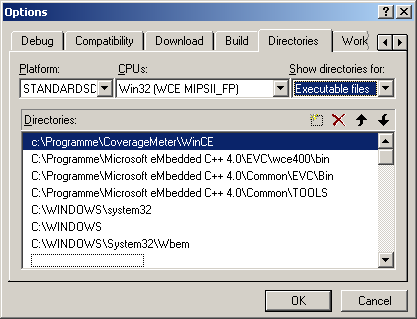 Options
Debug Compatibility Download Build Directories Work
Platform: CPUs: Show directories for:
STANDARDSD Win32 (WCE MIPSII_FP) Executable files
Directories:
c:\Programme\CoverageMeter\WinCE
C:\Programme\Microsoft eMbedded C++ 4.0\EVC\wce400\bin
C:\Programme\Microsoft eMbedded C++ 4.0\Common\EVC\Bin
C:\Programme\Microsoft eMbedded C++ 4.0\Common\TOOLS
C:\WINDOWS\system32
C:\WINDOWS
C:\WINDOWS\System32\Wbem
OK Cancel